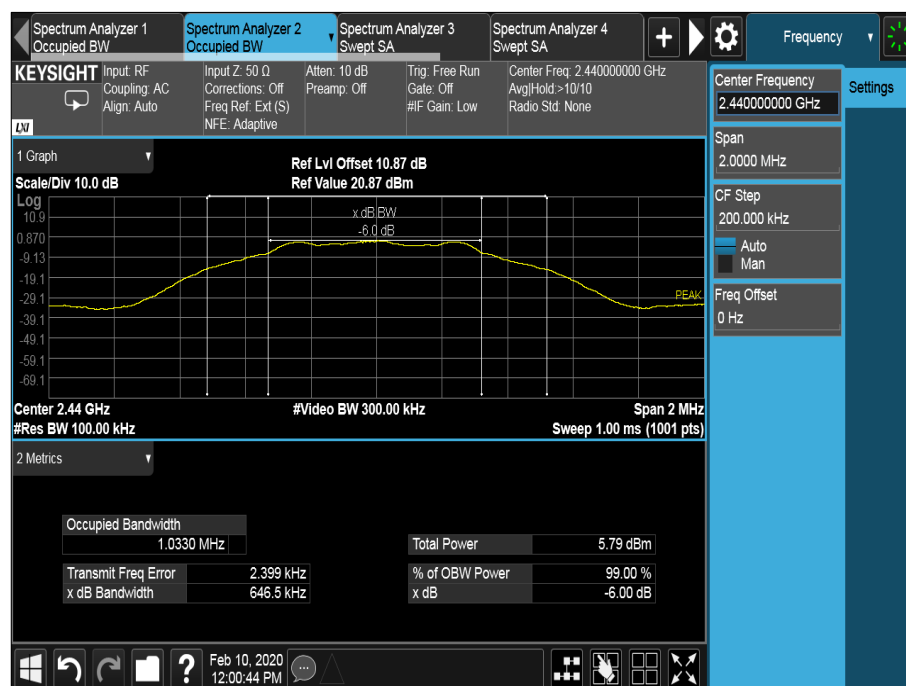 Spectrum Analyzer 1
Occupied BW
Spectrum Analyzer 2
Occupied BW
Spectrum Analyzer 3
Swept SA
Spectrum Analyzer 4
Swept SA
+
Frequency
KEYSIGHT
LXI
Input: RF
Coupling: AC
Align: Auto
Input Z: 50 Ω
Corrections: Off
Freq Ref: Ext (S)
NFE: Adaptive
Atten: 10 dB
Preamp: Off
Trig: Free Run
Gate: Off
#IF Gain: Low
Center Freq: 2.440000000 GHz
Avg|Hold:>10/10
Radio Std: None
Center Frequency
2.440000000 GHz
Settings
Span
2.0000 MHz
CF Step
200.000 kHz
Auto
Man
Freq Offset
0 Hz
1 Graph
Scale/Div 10.0 dB
Ref Lvl Offset 10.87 dB
Ref Value 20.87 dBm
Log
10.9
0.870
-9.13
-19.1
-29.1
-39.1
-49.1
-59.1
-69.1
x dB BW
-6.0 dB
PEAK
Center 2.44 GHz
#Res BW 100.00 kHz
#Video BW 300.00 kHz
Span 2 MHz
Sweep 1.00 ms (1001 pts)
2 Metrics
Occupied Bandwidth
1.0330 MHz
Total Power 5.79 dBm
Transmit Freq Error 2.399 kHz
% of OBW Power 99.00 %
x dB Bandwidth 646.5 kHz
x dB -6.00 dB
?
Feb 10, 2020
12:00:44 PM